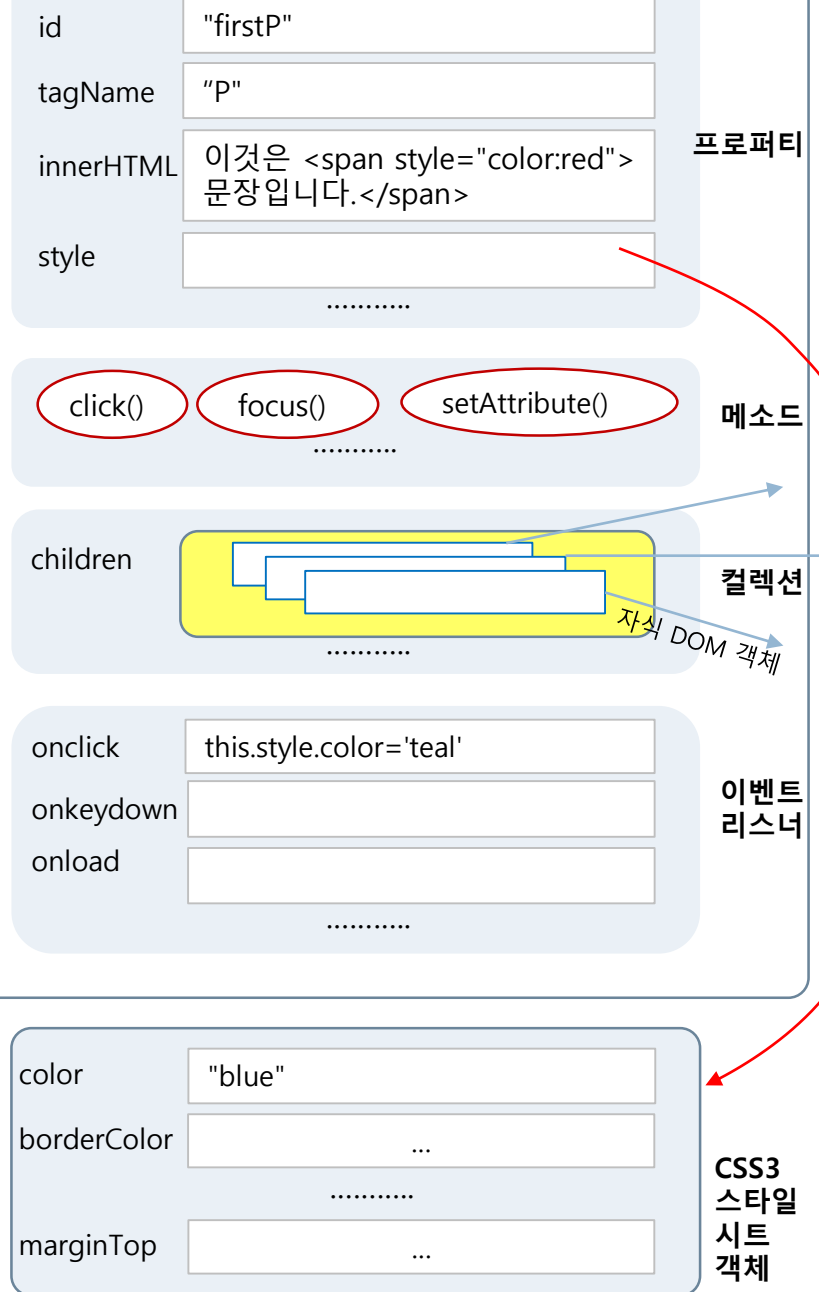 id "firstP"
tagName “P"
innerHTML 이것은 <span style="color:red">
문장입니다.</span>
프로퍼티
style
...........
click() focus() setAttribute()
메소드
...........
children
컬렉션
자식 DOM 객체
...........
onclick this.style.color='teal'
onkeydown
이벤트
리스너
onload
...........
color "blue"
borderColor ...
...........
marginTop ...
CSS3
스타일
시트
객체